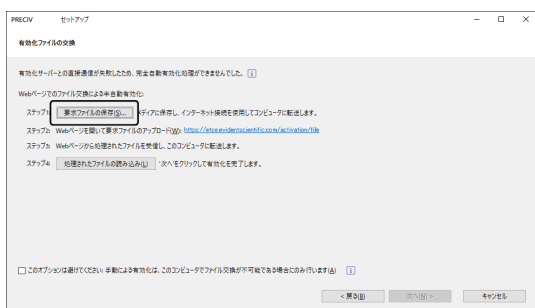 PRECiV セットアップ
有効化ファイルの交換
有効化サーバーとの直接通信が失敗したため、完全自動有効化処理ができませんでした。
Webページでのファイル交換による半自動有効化:
ステップ1: 要求ファイルの保存(S)... メディアに保存し、インターネット接続を使用してコンピュータに転送します。
ステップ2: Webページを開いて要求ファイルのアップロード(W): https://etcs.evidentscientific.com/activation/file
ステップ3: Webページから処理されたファイルを受信し、このコンピュータに転送します。
ステップ4: 処理されたファイルの読み込み(L) '次へ'をクリックして有効化を完了します。
このオプションは避けてください: 手動による有効化は、このコンピュータでファイル交換が不可能である場合にのみ行います(A)
< 戻る(B) 次へ(N) > キャンセル